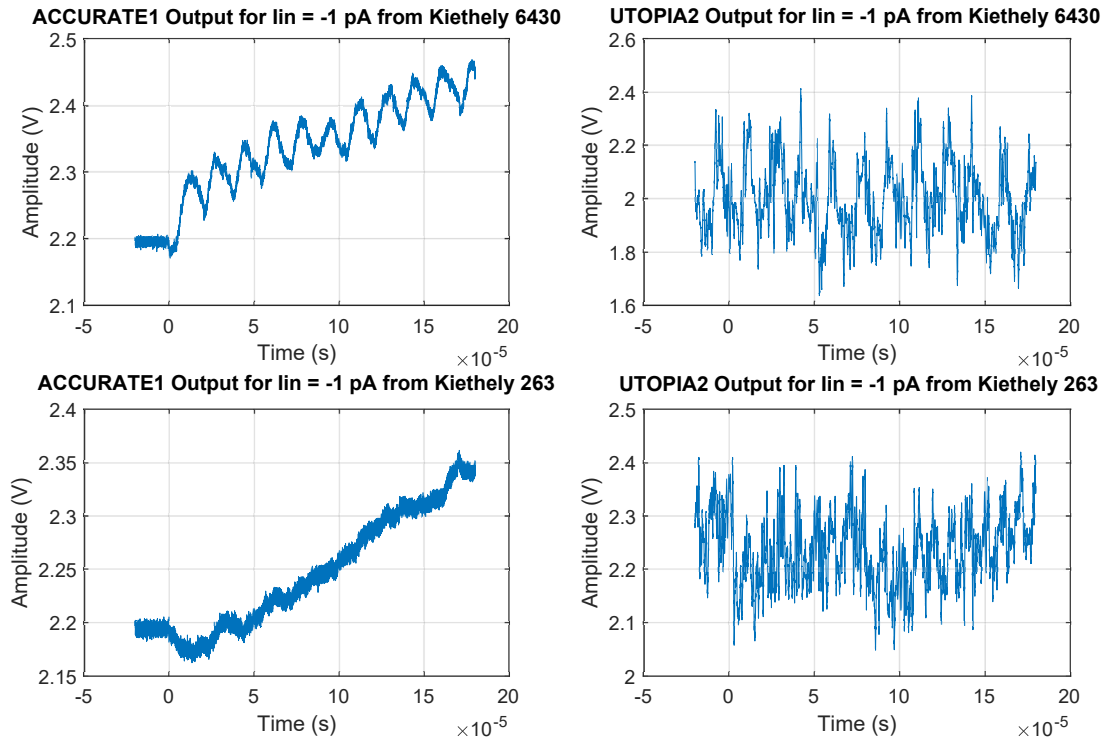 ACCURATE1 Output for Iin = -1 pA from Kiethely 6430
2.5
2.4
2.3
2.2
2.1
Amplitude (V)
-5 0 5 10 15 20
Time (s)
×10-5
UTOPIA2 Output for Iin = -1 pA from Kiethely 6430
2.6
2.4
2.2
2
1.8
1.6
Amplitude (V)
-5 0 5 10 15 20
Time (s)
×10-5
ACCURATE1 Output for Iin = -1 pA from Kiethely 263
2.4
2.35
2.3
2.25
2.2
2.15
Amplitude (V)
-5 0 5 10 15 20
Time (s)
×10-5
UTOPIA2 Output for Iin = -1 pA from Kiethely 263
2.5
2.4
2.3
2.2
2.1
2
Amplitude (V)
-5 0 5 10 15 20
Time (s)
×10-5